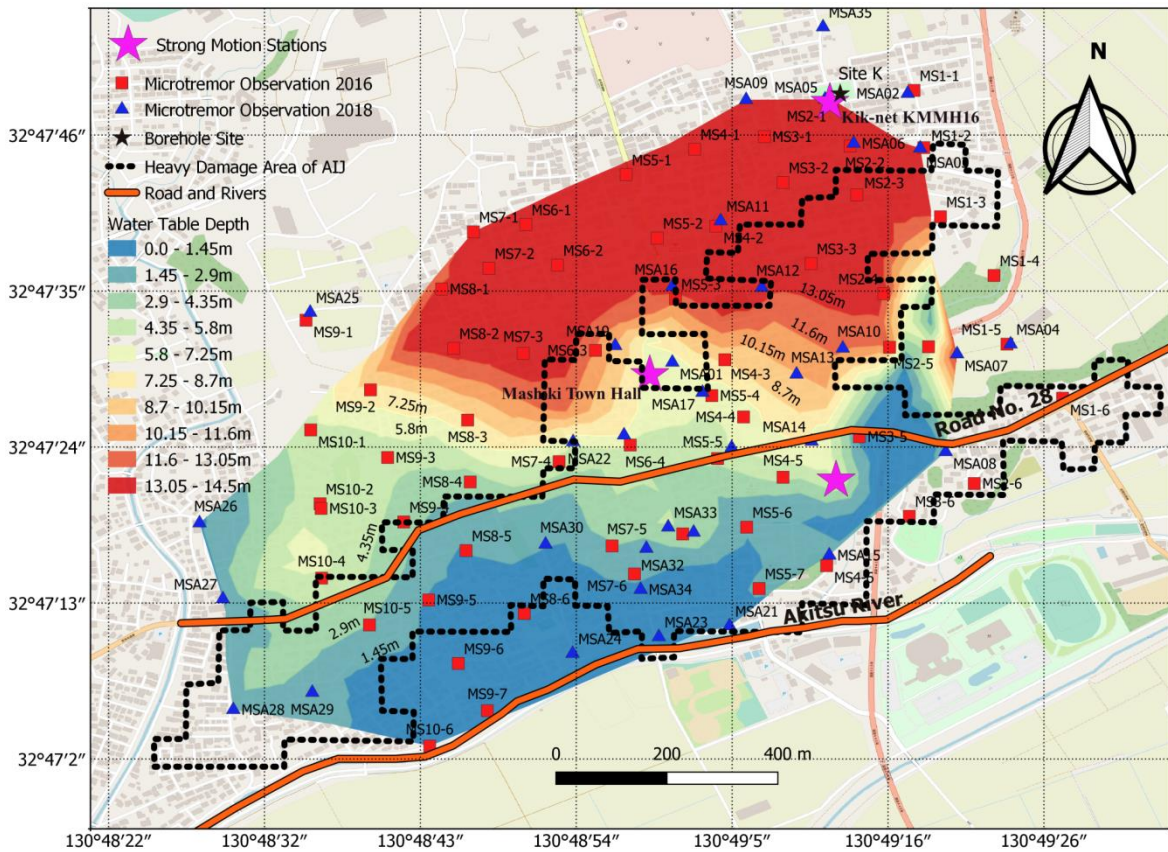 Strong Motion Stations
Microtremor Observation 2016
Microtremor Observation 2018
Borehole Site
Heavy Damage Area of AIJ
Road and Rivers
Water Table Depth
0.0 - 1.45m
1.45 - 2.9m
2.9 - 4.35m
4.35 - 5.8m
5.8 - 7.25m
7.25 - 8.7m
8.7 - 10.15m
10.15 - 11.6m
11.6 - 13.05m
13.05 - 14.5m
N
MSA35
Site K
MSA09
MSA05
MSA02
MS1-1
MS2-1
Kik-net KMMH16
MS4-1
MS3-1
MSA06
MS1-2
MS5-1
MS3-2
MS2-2
MSA03
MS2-3
MS7-1
MS6-1
MSA11
MS1-3
MS5-2
MS4-2
MS7-2
MS6-2
MS3-3
MS1-4
MSA16
MSA12
MS8-1
MS5-3
13.05m
MS2-4
MSA25
MS9-1
11.6m
MS8-2
MS7-3
MSA19
MS6-3
10.15m
MSA10
MS1-5
MSA04
MSA01
MS4-3
MSA13
MS2-5
MSA07
Mashiki Town Hall
8.7m
MS9-2
7.25m
MSA17
MS5-4
MS1-6
5.8m
MS4-4
MS10-1
MS8-3
MSA14
Road No. 28
MS9-3
MS7-4
MSA22
MS6-4
MS5-5
MS3-5
MS8-4
MS4-5
MSA08
MS10-2
MS2-6
MS10-3
MSA26
MS9-4
MS3-6
4.35m
MSA30
MS7-5
MSA33
MS5-6
MS8-5
MS10-4
MSA32
MSA15
MS4-6
MSA27
MS7-6
MSA34
MS5-7
MS10-5
MS9-5
MS8-6
2.9m
MSA21
Akitsu River
1.45m
MSA23
MS9-6
MSA24
MSA28
MSA29
MS9-7
MS10-6
0 200 400 m
32°47′46″
32°47′35″
32°47′24″
32°47′13″
32°47′2″
130°48′22″ 130°48′32″ 130°48′43″ 130°48′54″ 130°49′5″ 130°49′16″ 130°49′26″